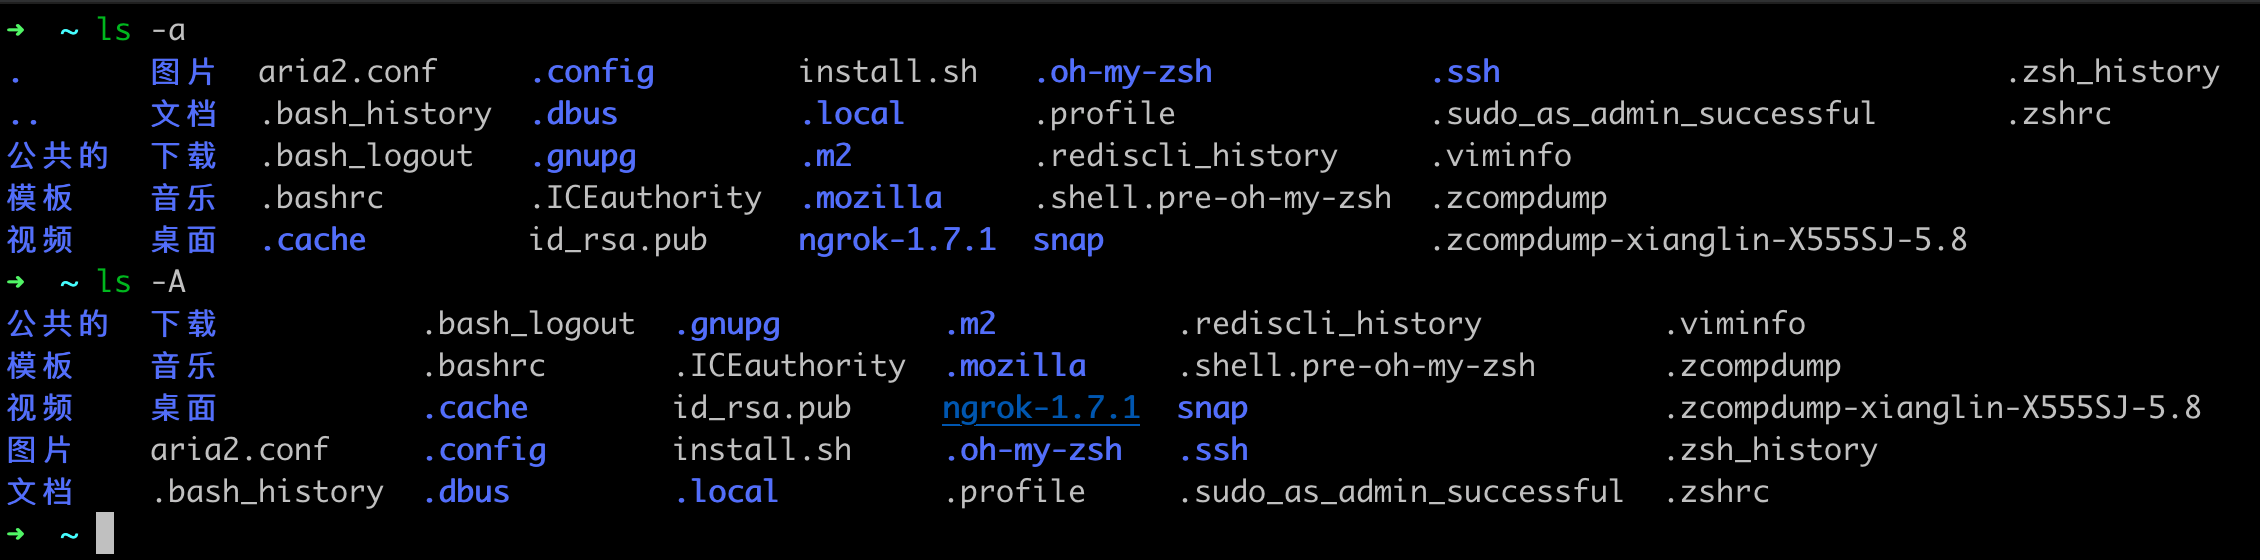 ➜  ~ ls -a
.       图片  aria2.conf     .config       install.sh   .oh-my-zsh            .ssh                            .zsh_history
..      文档  .bash_history  .dbus         .local       .profile              .sudo_as_admin_successful       .zshrc
公共的  下载  .bash_logout   .gnupg        .m2          .rediscli_history     .viminfo
模板    音乐  .bashrc        .ICEauthority  .mozilla     .shell.pre-oh-my-zsh  .zcompdump
视频    桌面  .cache         id_rsa.pub    ngrok-1.7.1  snap                  .zcompdump-xianglin-X555SJ-5.8
➜  ~ ls -A
公共的  下载           .bash_logout  .gnupg        .m2          .rediscli_history          .viminfo
模板    音乐           .bashrc       .ICEauthority  .mozilla     .shell.pre-oh-my-zsh       .zcompdump
视频    桌面           .cache        id_rsa.pub    ngrok-1.7.1  snap                       .zcompdump-xianglin-X555SJ-5.8
图片    aria2.conf     .config       install.sh    .oh-my-zsh   .ssh                       .zsh_history
文档    .bash_history  .dbus         .local        .profile     .sudo_as_admin_successful  .zshrc
➜  ~